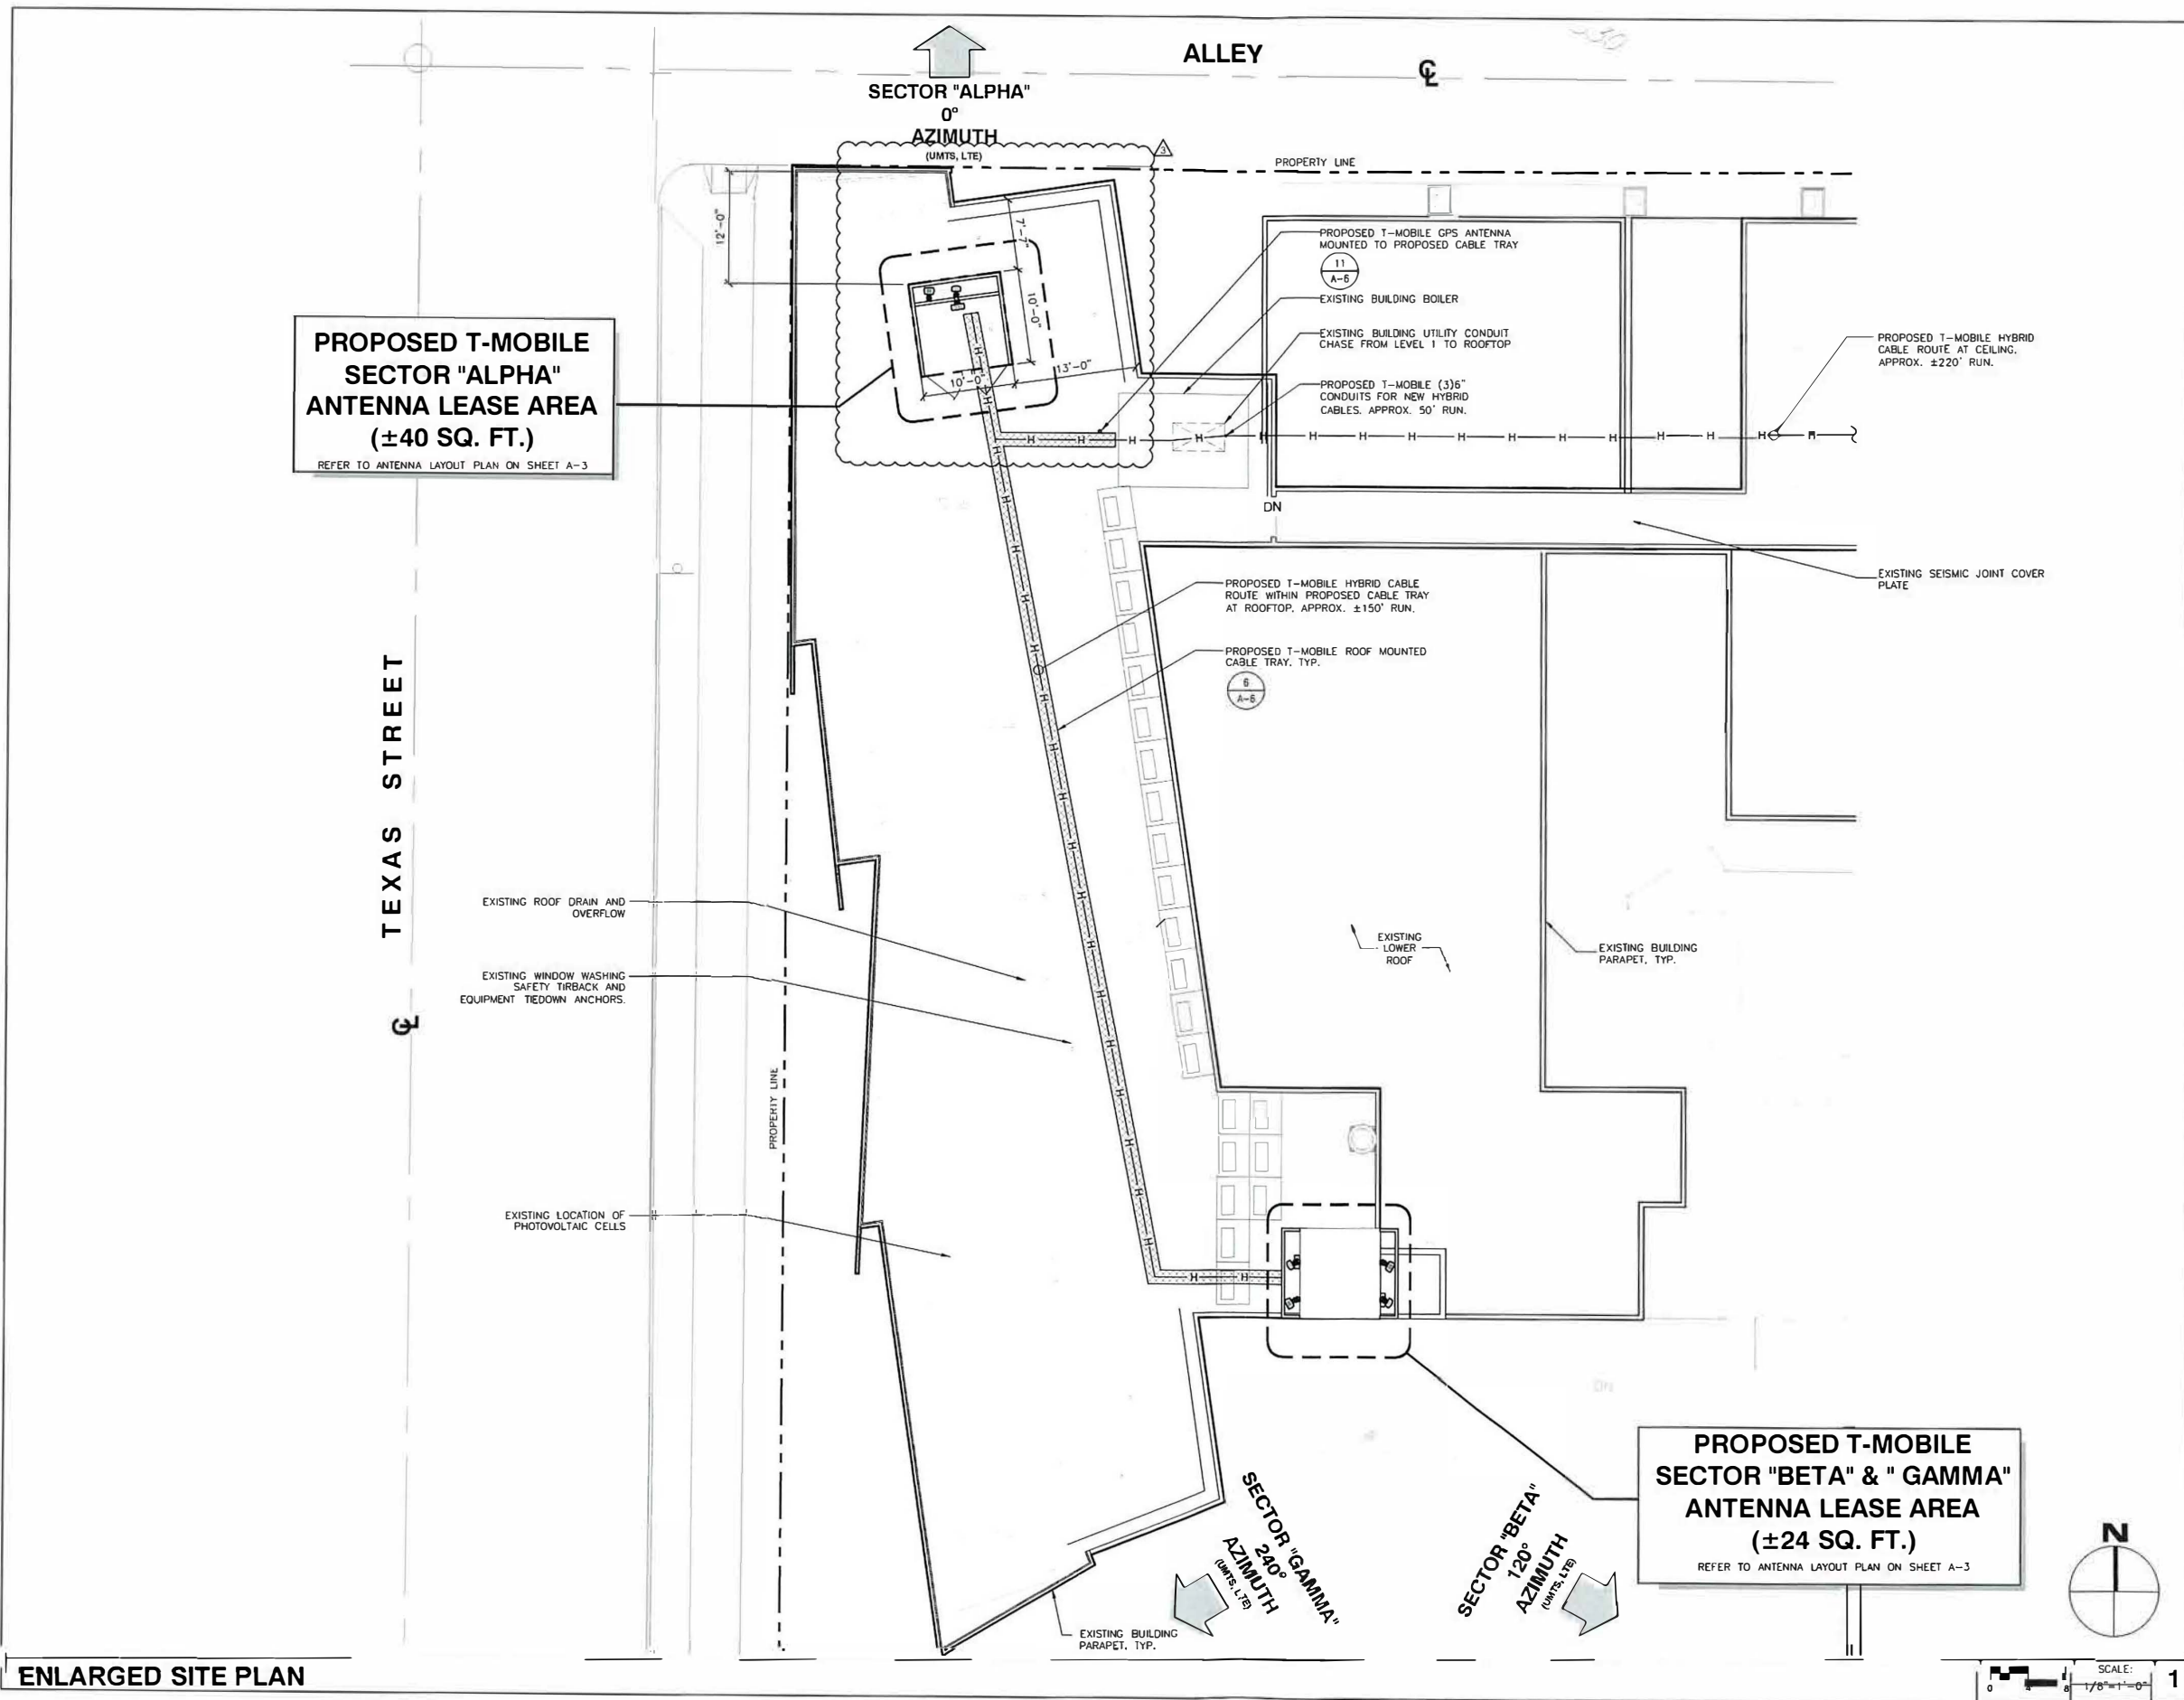 ALLEY
℄
SECTOR "ALPHA"
0°
AZIMUTH
(UMTS, LTE)
3
PROPERTY LINE
12'-0"
7'-7"
10'-0"
10'-0"
13'-0"
PROPOSED T-MOBILE GPS ANTENNA
MOUNTED TO PROPOSED CABLE TRAY
11
A-6
EXISTING BUILDING BOILER
EXISTING BUILDING UTILITY CONDUIT
CHASE FROM LEVEL 1 TO ROOFTOP
PROPOSED T-MOBILE (3)6"
CONDUITS FOR NEW HYBRID
CABLES. APPROX. 50' RUN.
PROPOSED T-MOBILE HYBRID
CABLE ROUTE AT CEILING.
APPROX. ±220' RUN.
PROPOSED T-MOBILE
SECTOR "ALPHA"
ANTENNA LEASE AREA
(±40 SQ. FT.)
REFER TO ANTENNA LAYOUT PLAN ON SHEET A-3
DN
EXISTING SEISMIC JOINT COVER
PLATE
PROPOSED T-MOBILE HYBRID CABLE
ROUTE WITHIN PROPOSED CABLE TRAY
AT ROOFTOP. APPROX. ±150' RUN.
PROPOSED T-MOBILE ROOF MOUNTED
CABLE TRAY. TYP.
6
A-6
TEXAS STREET
℄
EXISTING ROOF DRAIN AND
OVERFLOW
EXISTING WINDOW WASHING
SAFETY TIRBACK AND
EQUIPMENT TIEDOWN ANCHORS.
EXISTING
LOWER
ROOF
EXISTING BUILDING
PARAPET, TYP.
PROPERTY LINE
EXISTING LOCATION OF
PHOTOVOLTAIC CELLS
DN
PROPOSED T-MOBILE
SECTOR "BETA" & " GAMMA"
ANTENNA LEASE AREA
(±24 SQ. FT.)
REFER TO ANTENNA LAYOUT PLAN ON SHEET A-3
SECTOR "GAMMA"
240°
AZIMUTH
(UMTS, LTE)
SECTOR "BETA"
120°
AZIMUTH
(UMTS, LTE)
N
EXISTING BUILDING
PARAPET, TYP.
ENLARGED SITE PLAN
SCALE:
1/8"=1'-0"
0 4 8
1